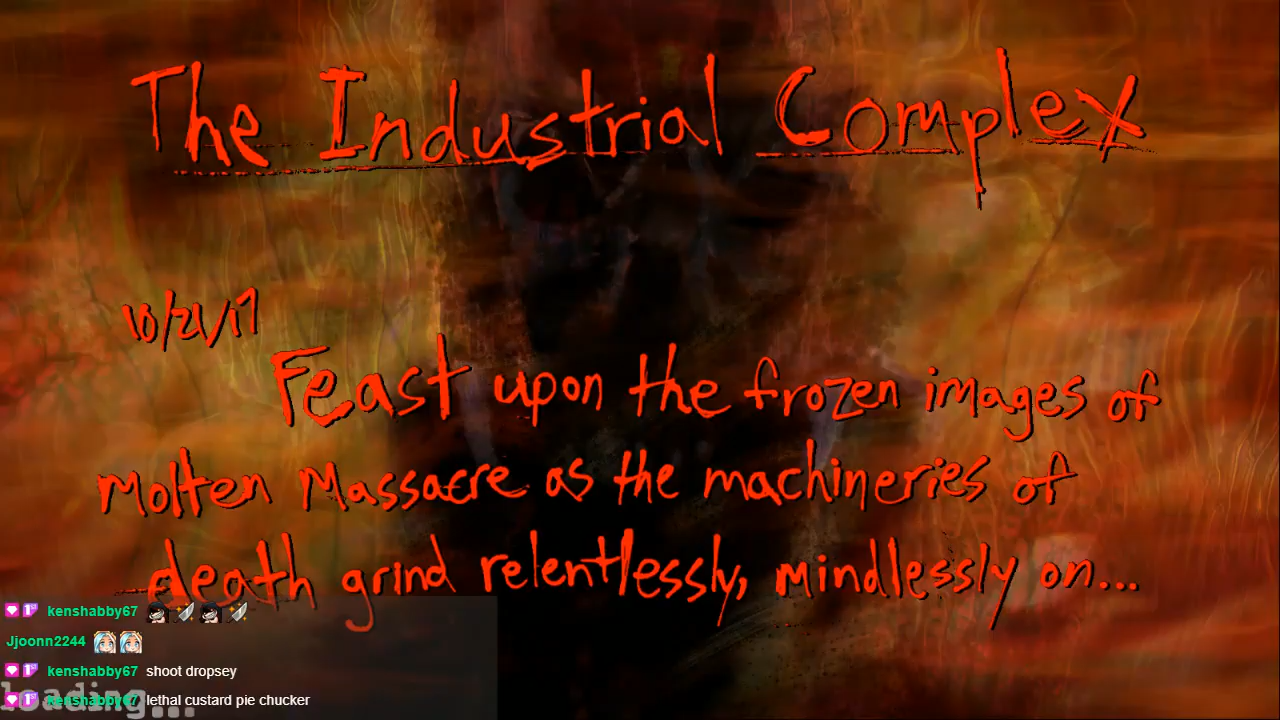 The Industrial Complex
10/21/17
Feast upon the frozen images of
Molten Massacre as the machineries of
death grind relentlessly, mindlessly on...
kenshabby67
Jjoonn2244
kenshabby67 shoot dropsey
kenshabby67 lethal custard pie chucker
loading...